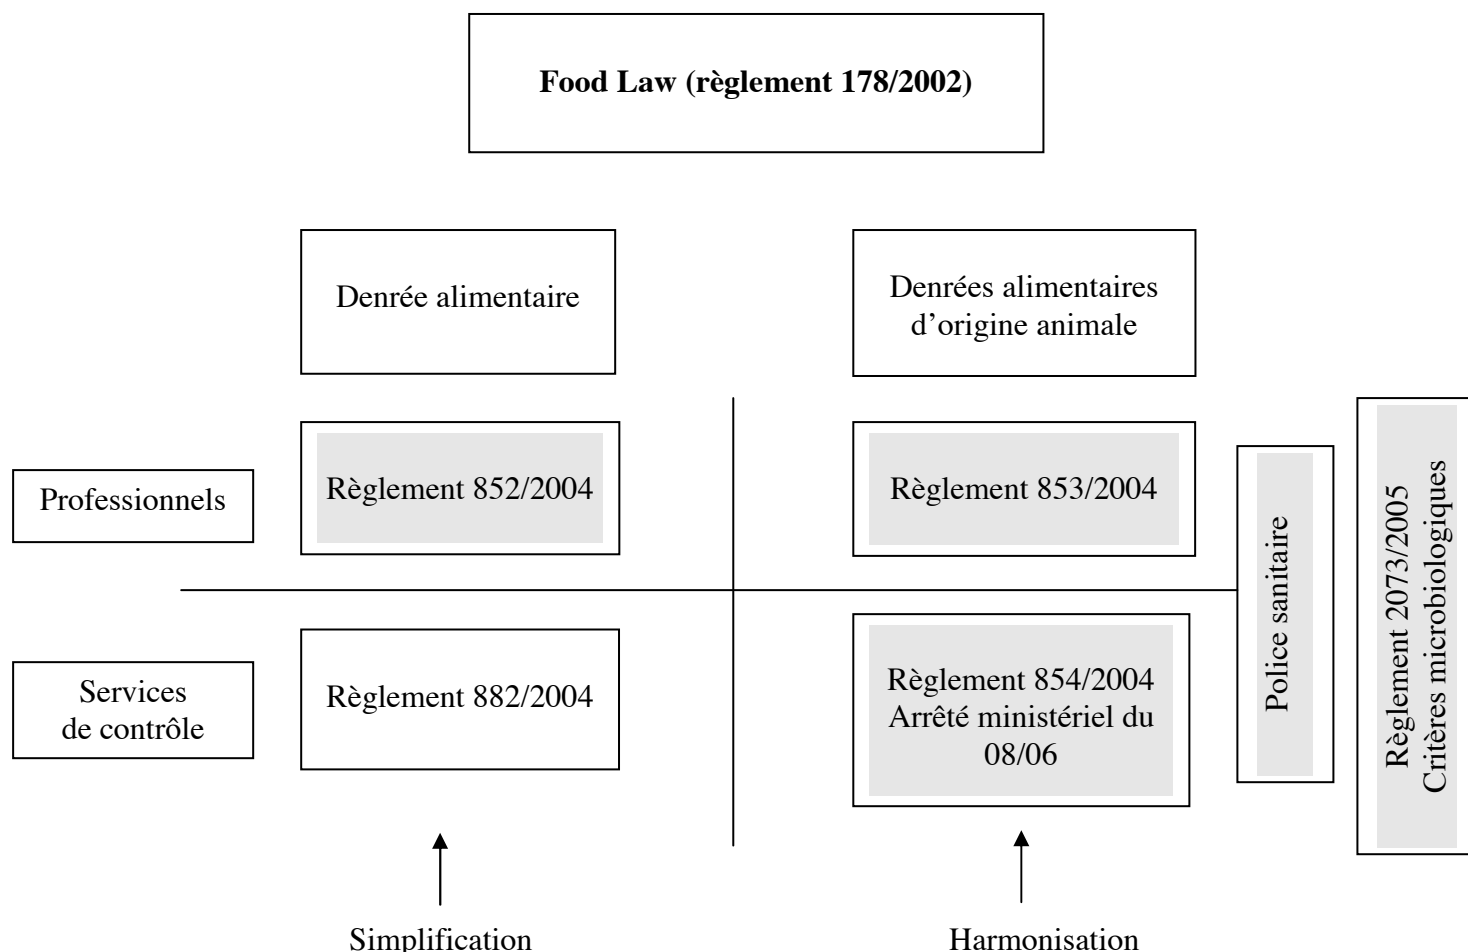 Food Law (règlement 178/2002)
Denrée alimentaire
Denrées alimentaires
d’origine animale
Professionnels
Règlement 852/2004
Règlement 853/2004
Police sanitaire
Règlement 2073/2005
Critères microbiologiques
Services
de contrôle
Règlement 882/2004
Règlement 854/2004
Arrêté ministériel du
08/06
Simplification
Harmonisation